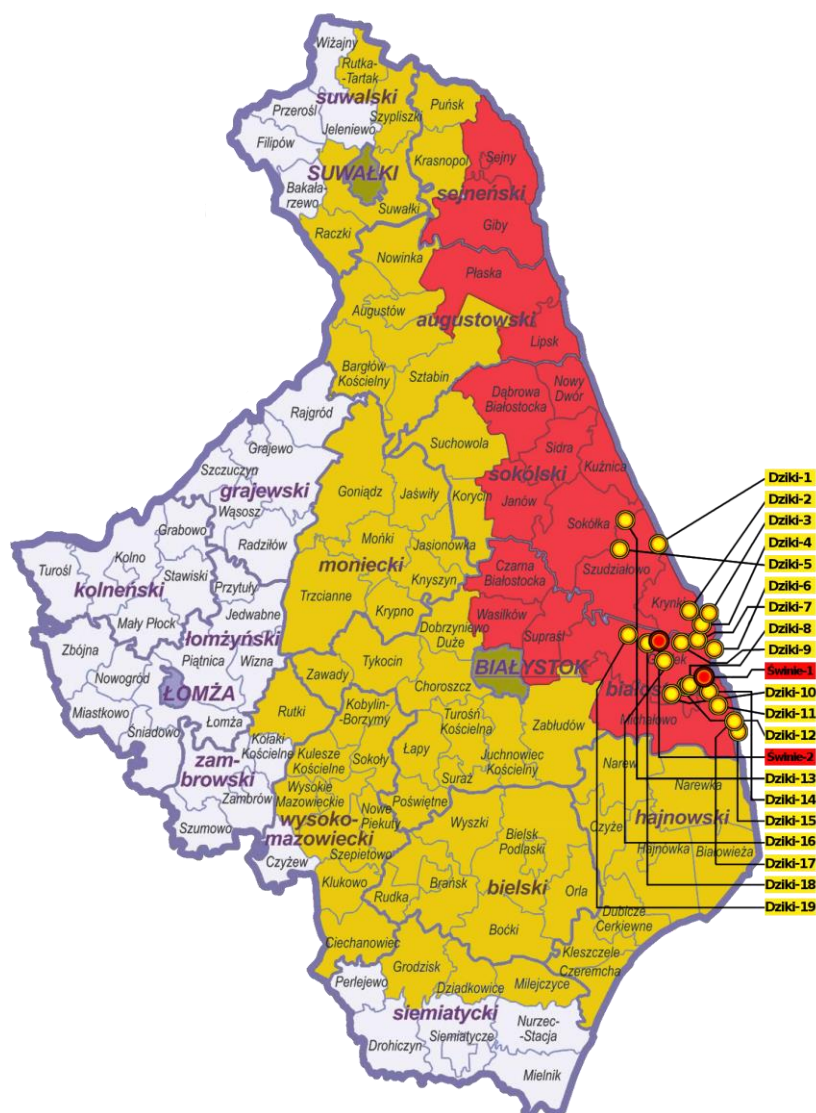 Wiżajny
Rutka-
-Tartak
suwalski
Szypliszki
Puńsk
Przerośl
Jeleniewo
Filipów
Krasnopol
Sejny
SUWAŁKI
Bakała-
rzewo
Suwałki
sejneński
Giby
Raczki
Nowinka
Płaska
Augustów
augustowski
Lipsk
Bargłów
Kościelny
Sztabin
Dąbrowa
Białostocka
Nowy
Dwór
Rajgród
Suchowola
Grajewo
Sidra
Kuźnica
Szczuczyn
grajewski
sokólski
Goniądz
Jaświły
Korycin
Janów
Wąsosz
Grabowo
Sokółka
Mońki
Jasionówka
Radziłów
Kolno
Turośl
Stawiski
Szudziałowo
moniecki
Czarna
Białostocka
kolneński
Przytuły
Knyszyn
Trzcianne
Jedwabne
Krynki
Mały Płock
Krypno
Wasilków
Dobrzyniewo
Duże
Supraśl
Zbójna
łomżyński
Piątnica
Wizna
Tykocin
BIAŁYSTOK
Nowogród
ŁOMŻA
Zawady
Choroszcz
Miastkowo
Rutki
Kobylin-
-Borzymy
Michałowo
Śniadowo
Łomża
Turośń
Kościelna
Zabłudów
Kołaki
Kościelne
Kulesze
Kościelne
Sokoły
Łapy
Juchnowiec
Kościelny
Narew
zam-
browski
Suraż
Narewka
Wysokie
Mazowieckie
Zambrów
Nowe
Piekuty
Poświętne
wysoko-
mazowiecki
Czyże
hajnowski
Szumowo
Wyszki
Bielsk
Podlaski
Hajnówka
Białowieża
Szepietowo
Czyżew
Klukowo
Brańsk
bielski
Rudka
Orla
Dubicze
Cerkiewne
Boćki
Ciechanowiec
Kleszczele
Grodzisk
Czeremcha
Perlejewo
Dziadkowice
Milejczyce
siemiatycki
Nurzec-
-Stacja
Drohiczyn
Siemiatycze
Mielnik
Dziki-1
Dziki-2
Dziki-3
Dziki-4
Dziki-5
Dziki-6
Dziki-7
Dziki-8
Dziki-9
Świnie-1
Dziki-10
Dziki-11
Dziki-12
Świnie-2
Dziki-13
Dziki-14
Dziki-15
Dziki-16
Dziki-17
Dziki-18
Dziki-19